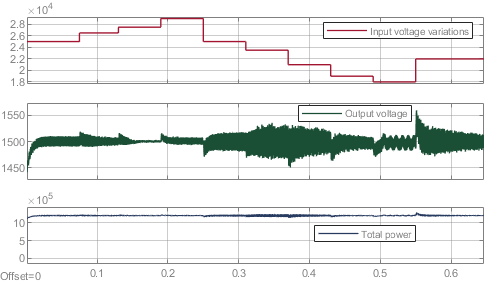 ×10⁴
2.8
2.6
2.4
2.2
2
1.8
Input voltage variations
1550
1500
1450
Output voltage
×10⁵
10
5
0
Total power
0.1 0.2 0.3 0.4 0.5 0.6
Offset=0